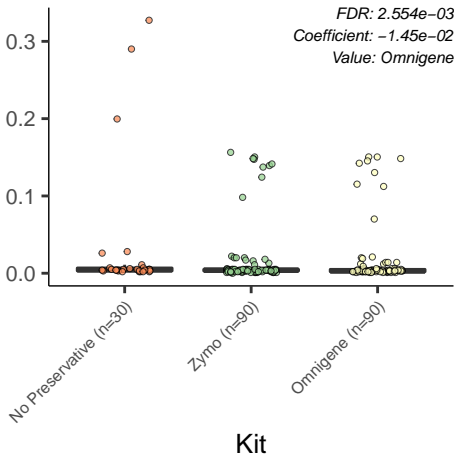 FDR: 2.554e−03
Coefficient: −1.45e−02
Value: Omnigene
0.3
0.2
0.1
0.0
No Preservative (n=30)
Zymo (n=90)
Omnigene (n=90)
Kit